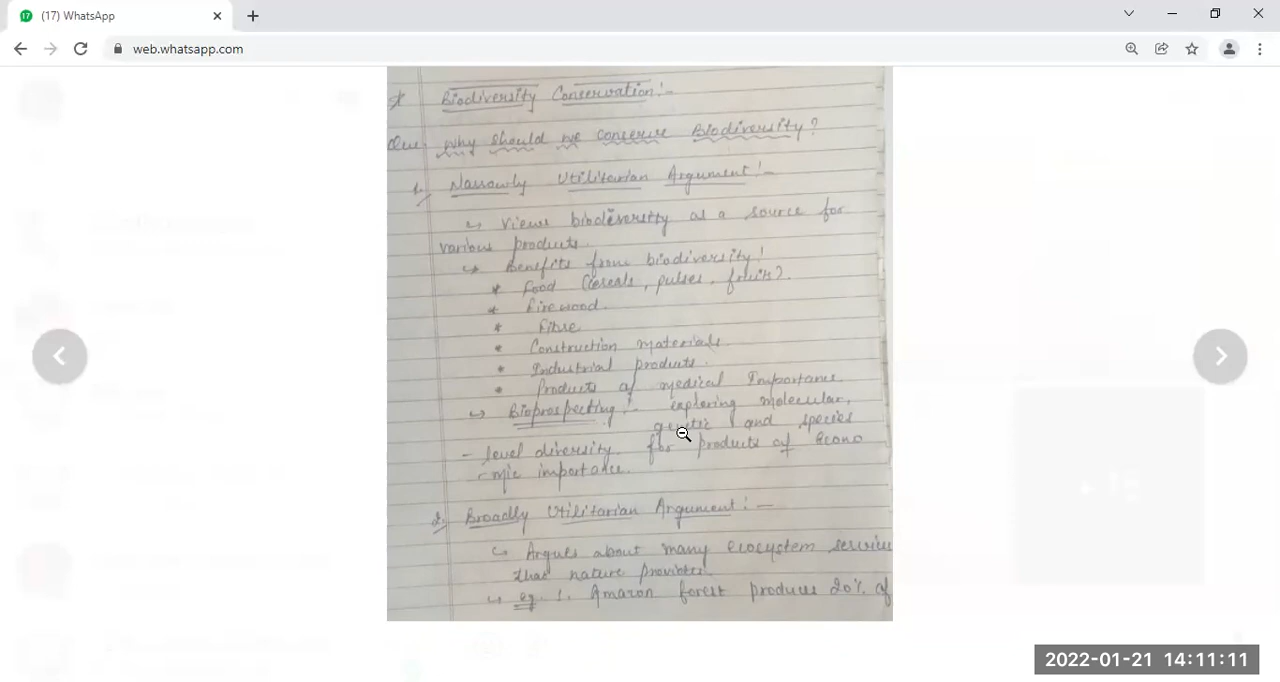 (17) WhatsApp
web.whatsapp.com
* Biodiversity Conservation:-
Que. Why should we conserve Biodiversity?
1. Narrowly Utilitarian Argument:-
↳ Views biodiversity as a source for
various products.
↳ Benefits from biodiversity:
* Food (Cereals, pulses, fruits).
* Firewood.
* Fibre
* Construction materials
* Industrial products.
* Products of medical Importance.
↳ Bioprospecting:- exploring molecular,
genetic and species
- level diversity for products of Econo
-mic importance.
2. Broadly Utilitarian Argument:-
↳ Argues about many ecosystem services
that nature provides.
↳ eg. 1. Amazon forest produces 20% of
2022-01-21 14:11:11